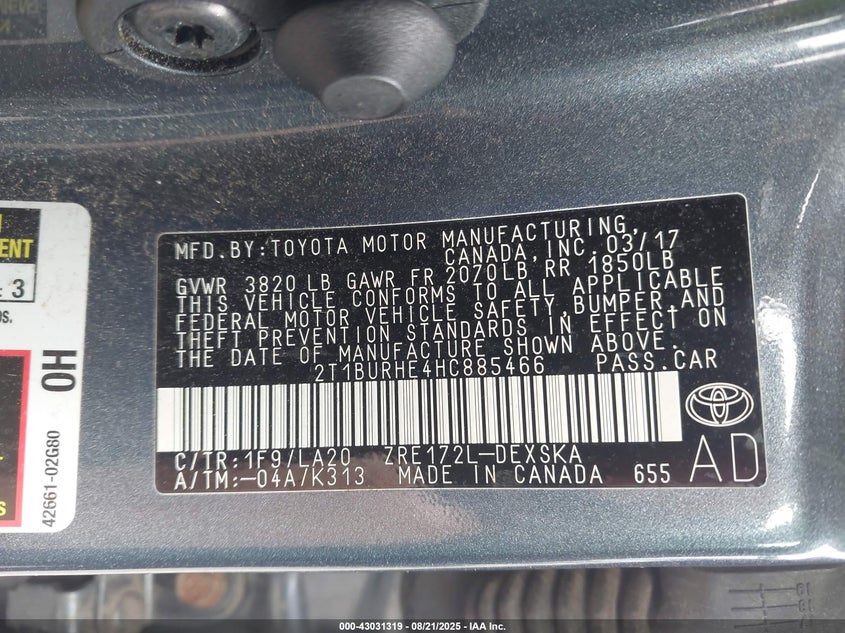 MFD.BY:TOYOTA MOTOR MANUFACTURING,
CANADA,INC. 03/17
GVWR 3820LB GAWR FR 2070LB, RR 1850LB
THIS VEHICLE CONFORMS TO ALL APPLICABLE
FEDERAL MOTOR VEHICLE SAFETY,BUMPER,AND
THEFT PREVENTION STANDARDS IN EFFECT ON
THE DATE OF MANUFACTURE SHOWN ABOVE.
2T1BURHE4HC885466 PASS.CAR
C/TR:1F9/LA20 ZRE172L-DEXSKA
A/TM:-04A/K313 MADE IN CANADA 655
AD
3
OH
42661-02G80
000-43031319 - 08/21/2025 - IAA Inc.